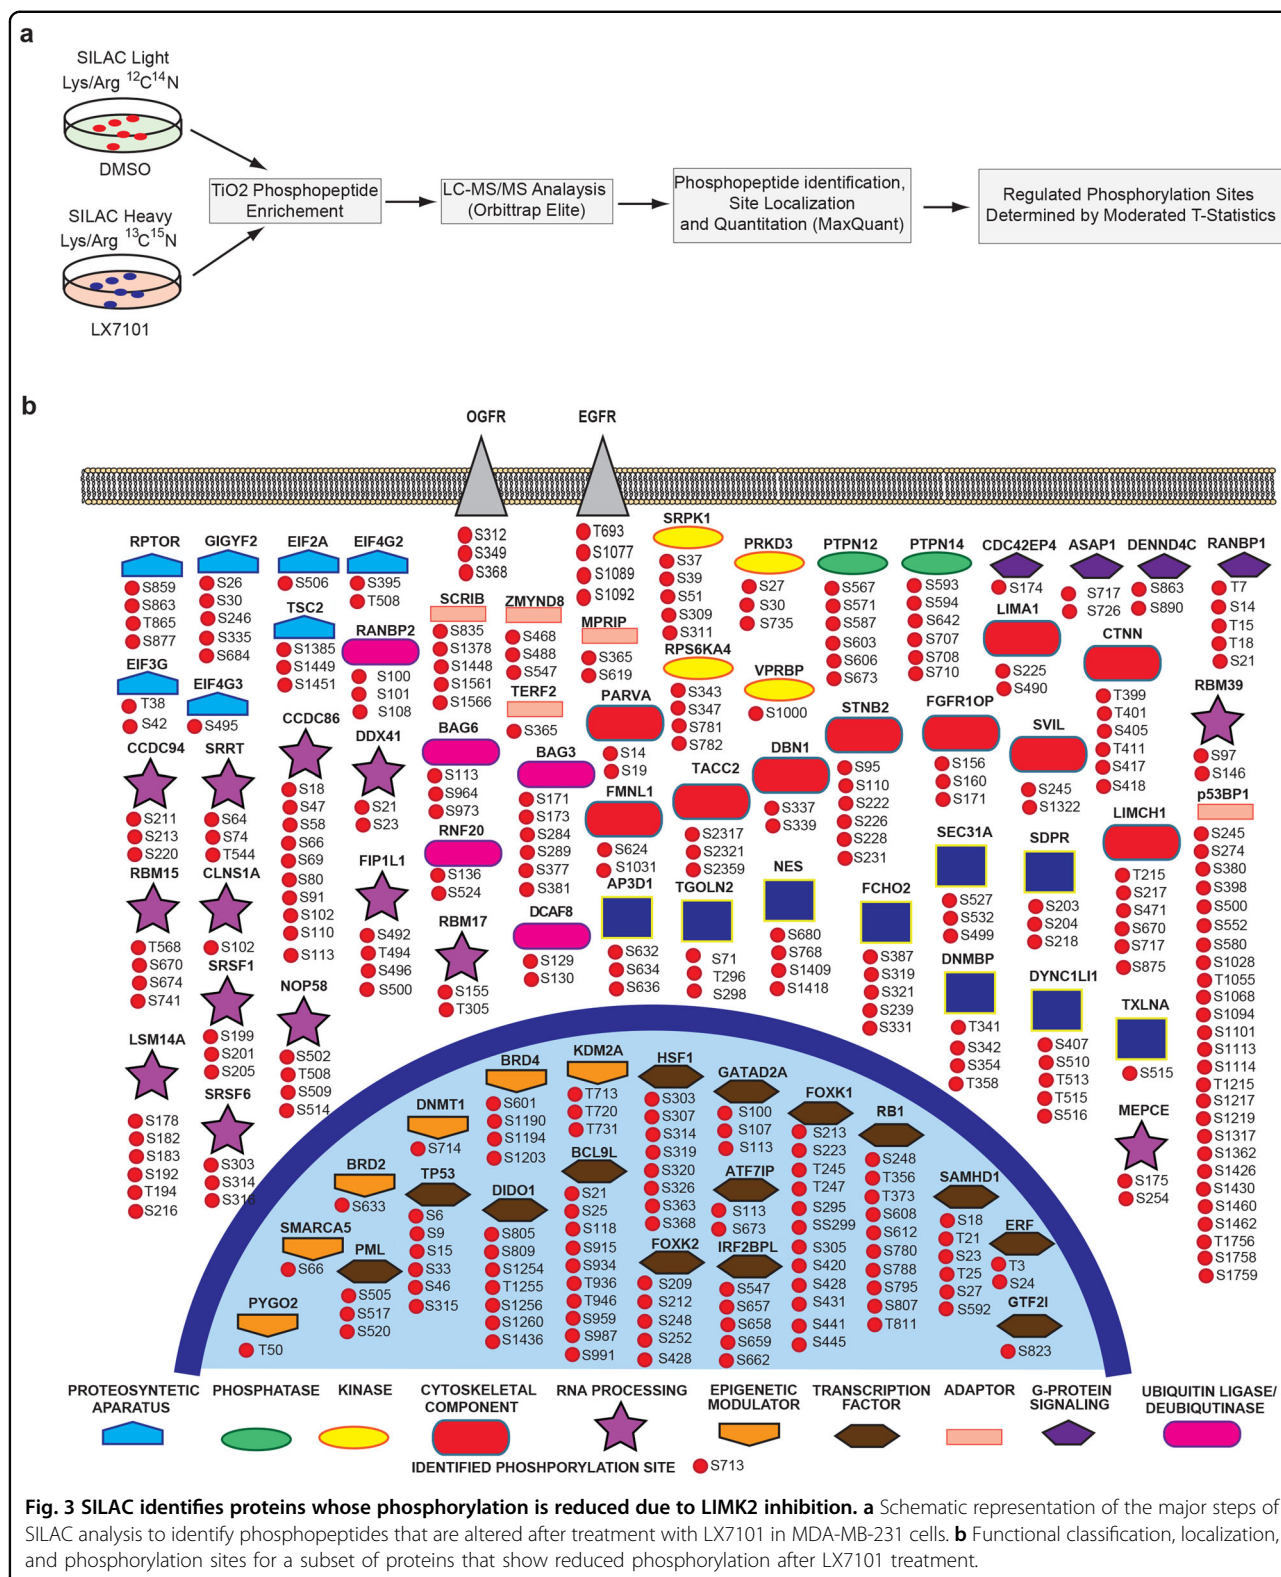 a
SILAC Light
Lys/Arg ¹²C¹⁴N
DMSO
SILAC Heavy
Lys/Arg ¹³C¹⁵N
LX7101
TiO2 Phosphopeptide
Enrichement
LC-MS/MS Analaysis
(Orbittrap Elite)
Phosphopeptide identification,
Site Localization
and Quantitation (MaxQuant)
Regulated Phosphorylation Sites
Determined by Moderated T-Statistics
b
OGFR
S312
S349
S368
EGFR
T693
S1077
S1089
S1092
RPTOR
S859
S863
T865
S877
GIGYF2
S26
S30
S246
S335
S684
EIF2A
S506
EIF4G2
S395
T508
TSC2
S1385
S1449
S1451
RANBP2
S100
S101
S108
EIF3G
T38
S42
EIF4G3
S495
SCRIB
S835
S1378
S1448
S1561
S1566
ZMYND8
S468
S488
S547
TERF2
S365
MPRIP
S365
S619
SRPK1
S37
S39
S51
S309
S311
RPS6KA4
S343
S347
S781
S782
PRKD3
S27
S30
S735
VPRBP
S1000
PTPN12
S567
S571
S587
S603
S606
S673
PTPN14
S593
S594
S642
S707
S708
S710
CDC42EP4
S174
ASAP1
S717
S726
DENND4C
S863
S890
RANBP1
T7
S14
T15
T18
S21
LIMA1
S225
S490
CTNN
T399
T401
S405
T411
S417
S418
RBM39
S97
S146
CCDC94
S211
S213
S220
SRRT
S64
S74
T544
CCDC86
S18
S47
S58
S66
S69
S80
S91
S102
S110
S113
DDX41
S21
S23
BAG6
S113
S964
S973
BAG3
S171
S173
S284
S289
S377
S381
PARVA
S14
S19
FMNL1
S624
S1031
TACC2
S2317
S2321
S2359
DBN1
S337
S339
STNB2
S95
S110
S222
S226
S228
S231
FGFR1OP
S156
S160
S171
SVIL
S245
S1322
LIMCH1
T215
S217
S471
S670
S717
S875
p53BP1
S245
S274
S380
S398
S500
S552
S580
S1028
T1055
S1068
S1094
S1101
S1113
S1114
T1215
S1217
S1219
S1317
S1362
S1426
S1430
S1460
S1462
T1756
S1758
S1759
RBM15
T568
S670
S674
S741
CLNS1A
S102
FIP1L1
S492
T494
S496
S500
RNF20
S136
S524
RBM17
S155
T305
DCAF8
S129
S130
AP3D1
S632
S634
S636
TGOLN2
S71
T296
S298
NES
S680
S768
S1409
S1418
FCHO2
S387
S319
S321
S239
S331
SEC31A
S527
S532
S499
SDPR
S203
S204
S218
DNMBP
T341
S342
S354
T358
DYNC1LI1
S407
S510
T513
T515
S516
TXLNA
S515
MEPCE
S175
S254
SRSF1
S199
S201
S205
NOP58
S502
T508
S509
S514
LSM14A
S178
S182
S183
S192
T194
S216
SRSF6
S303
S314
S316
BRD4
S601
S1190
S1194
S1203
KDM2A
T713
T720
T731
HSF1
S303
S307
S314
S319
S320
S326
S363
S368
GATAD2A
S100
S107
S113
FOXK1
S213
S223
T245
T247
S295
SS299
S305
S420
S428
S431
S441
S445
RB1
S248
T356
T373
S608
S612
S780
S788
S795
S807
T811
DNMT1
S714
BRD2
S633
TP53
S6
S9
S15
S33
S46
S315
DIDO1
S805
S809
S1254
T1255
S1256
S1260
S1436
BCL9L
S21
S25
S118
S915
S934
T936
T946
S959
S987
S991
ATF7IP
S113
S673
SAMHD1
S18
T21
S23
T25
S27
S592
ERF
T3
S24
SMARCA5
S66
PML
S505
S517
S520
FOXK2
S209
S212
S248
S252
S428
IRF2BPL
S547
S657
S658
S659
S662
GTF2I
S823
PYGO2
T50
PROTEOSYNTETIC
APARATUS
PHOSPHATASE
KINASE
CYTOSKELETAL
COMPONENT
RNA PROCESSING
EPIGENETIC
MODULATOR
TRANSCRIPTION
FACTOR
ADAPTOR
G-PROTEIN
SIGNALING
UBIQUITIN LIGASE/
DEUBIQUTINASE
IDENTIFIED PHOSHPORYLATION SITE
S713
Fig. 3 SILAC identifies proteins whose phosphorylation is reduced due to LIMK2 inhibition. a Schematic representation of the major steps of
SILAC analysis to identify phosphopeptides that are altered after treatment with LX7101 in MDA-MB-231 cells. b Functional classification, localization,
and phosphorylation sites for a subset of proteins that show reduced phosphorylation after LX7101 treatment.